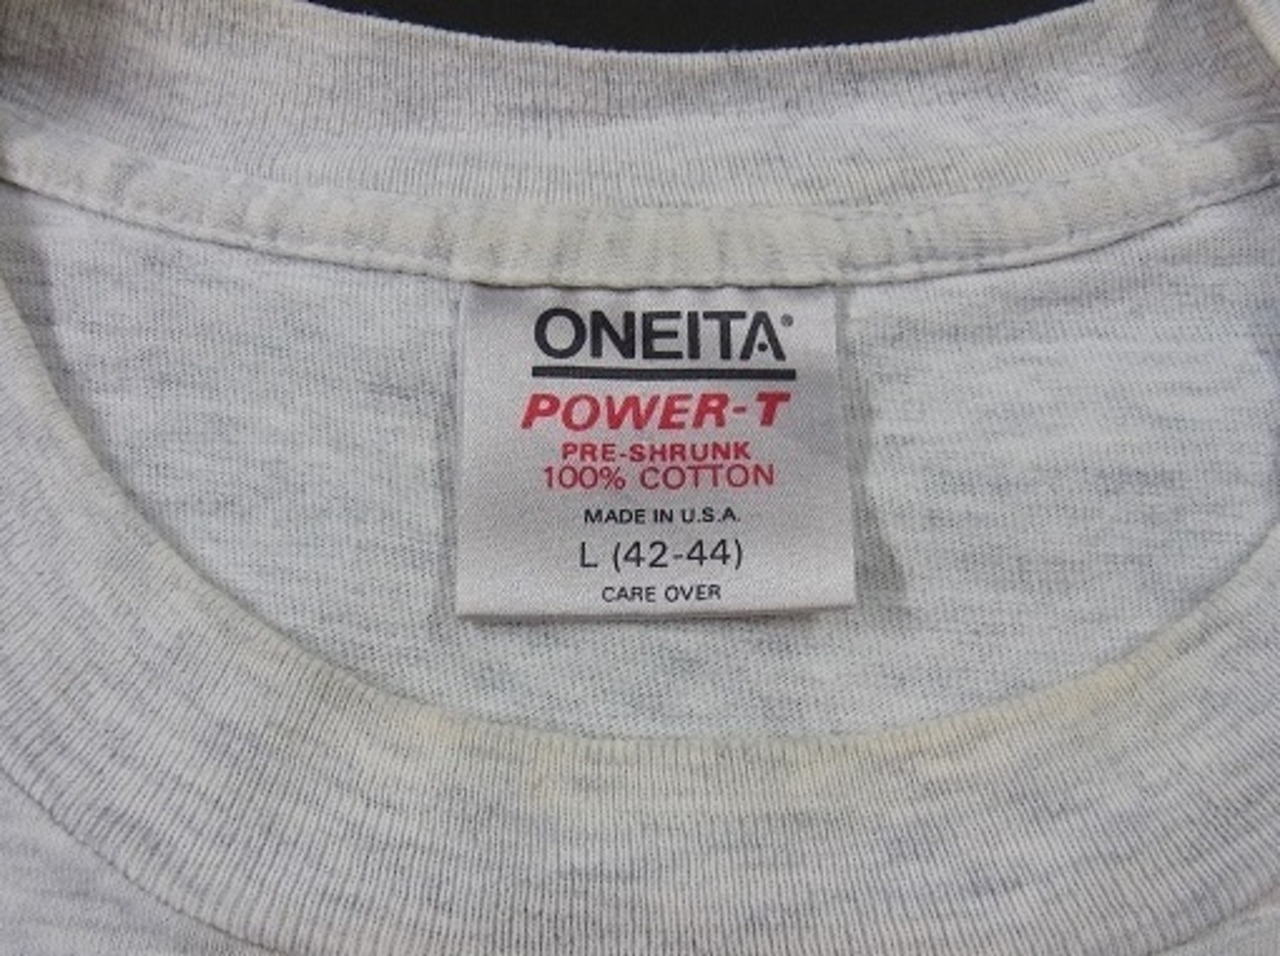 ONEITA®
POWER-T
PRE-SHRUNK
100% COTTON
MADE IN U.S.A.
L (42-44)
CARE OVER